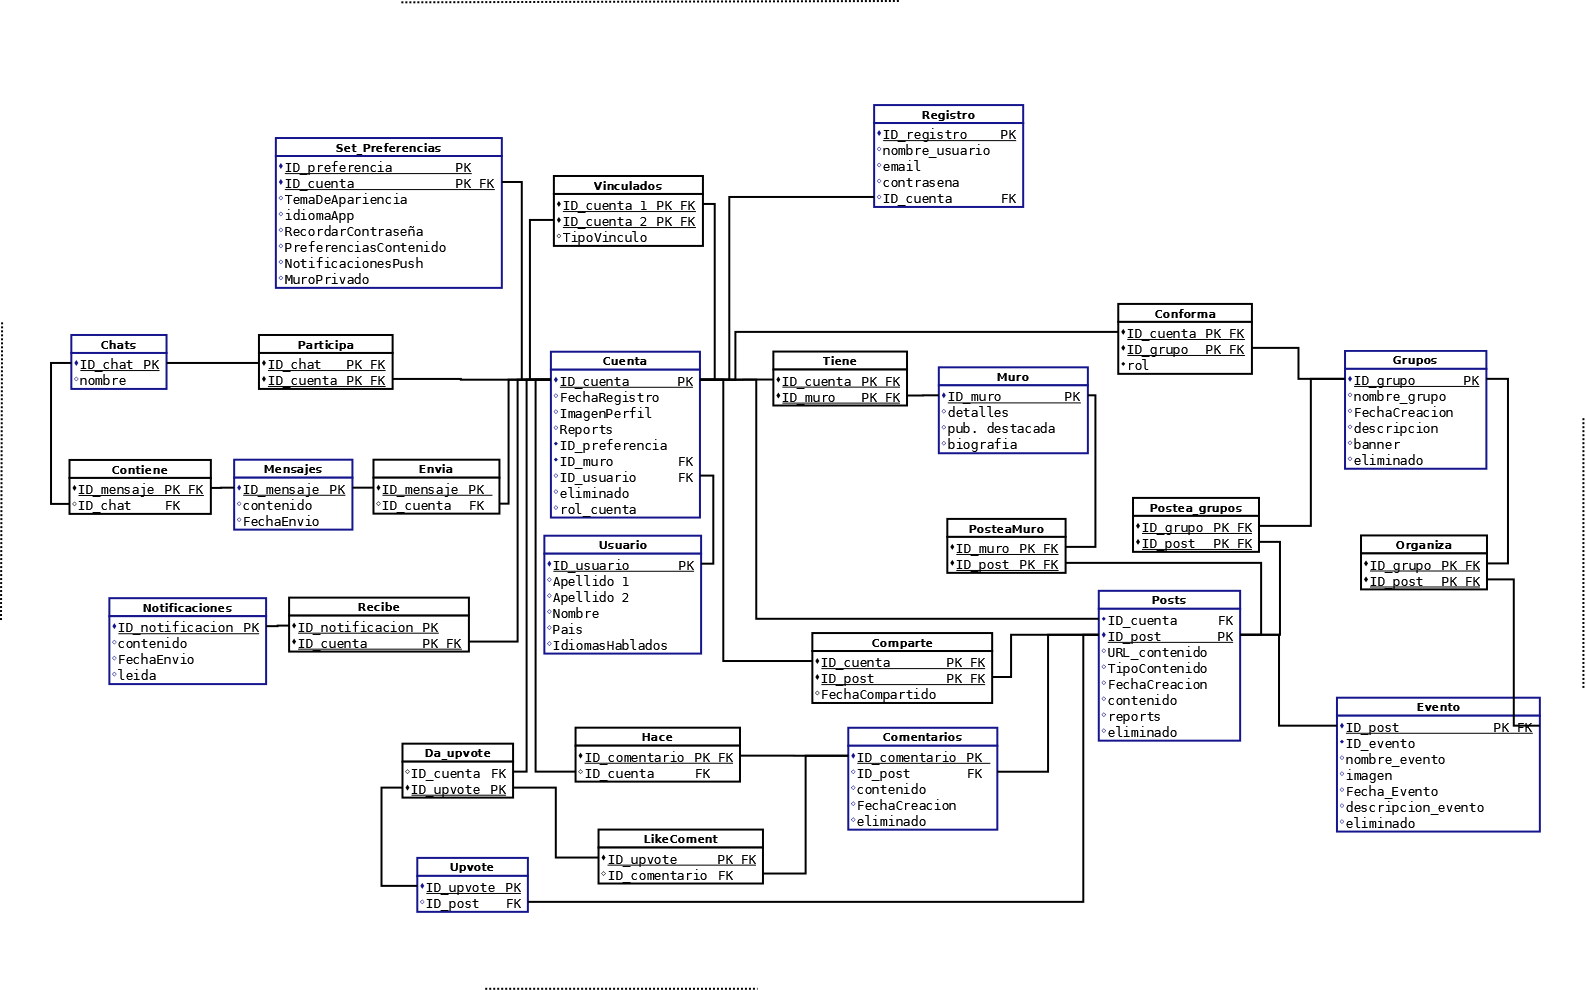 Registro
ID_registro PK
nombre_usuario
email
contrasena
ID_cuenta FK
Set_Preferencias
ID_preferencia PK
ID_cuenta PK FK
TemaDeApariencia
idiomaApp
RecordarContraseña
PreferenciasContenido
NotificacionesPush
MuroPrivado
Vinculados
ID_cuenta 1 PK FK
ID_cuenta 2 PK FK
TipoVinculo
Chats
ID_chat PK
nombre
Participa
ID_chat PK FK
ID_cuenta PK FK
Cuenta
ID_cuenta PK
FechaRegistro
ImagenPerfil
Reports
ID_preferencia
ID_muro FK
ID_usuario FK
eliminado
rol_cuenta
Tiene
ID_cuenta PK FK
ID_muro PK FK
Muro
ID_muro PK
detalles
pub. destacada
biografia
Conforma
ID_cuenta PK FK
ID_grupo PK FK
rol
Grupos
ID_grupo PK
nombre_grupo
FechaCreacion
descripcion
banner
eliminado
Contiene
ID_mensaje PK FK
ID_chat FK
Mensajes
ID_mensaje PK
contenido
FechaEnvio
Envia
ID_mensaje PK
ID_cuenta FK
Usuario
ID_usuario PK
Apellido 1
Apellido 2
Nombre
Pais
IdiomasHablados
PosteaMuro
ID_muro PK FK
ID_post PK FK
Postea_grupos
ID_grupo PK FK
ID_post PK FK
Organiza
ID_grupo PK FK
ID_post PK FK
Notificaciones
ID_notificacion PK
contenido
FechaEnvio
leida
Recibe
ID_notificacion PK
ID_cuenta PK FK
Comparte
ID_cuenta PK FK
ID_post PK FK
FechaCompartido
Posts
ID_cuenta FK
ID_post PK
URL_contenido
TipoContenido
FechaCreacion
contenido
reports
eliminado
Evento
ID_post PK FK
ID_evento
nombre_evento
imagen
Fecha_Evento
descripcion_evento
eliminado
Da_upvote
ID_cuenta FK
ID_upvote PK
Hace
ID_comentario PK FK
ID_cuenta FK
Comentarios
ID_comentario PK
ID_post FK
contenido
FechaCreacion
eliminado
LikeComent
ID_upvote PK FK
ID_comentario FK
Upvote
ID_upvote PK
ID_post FK